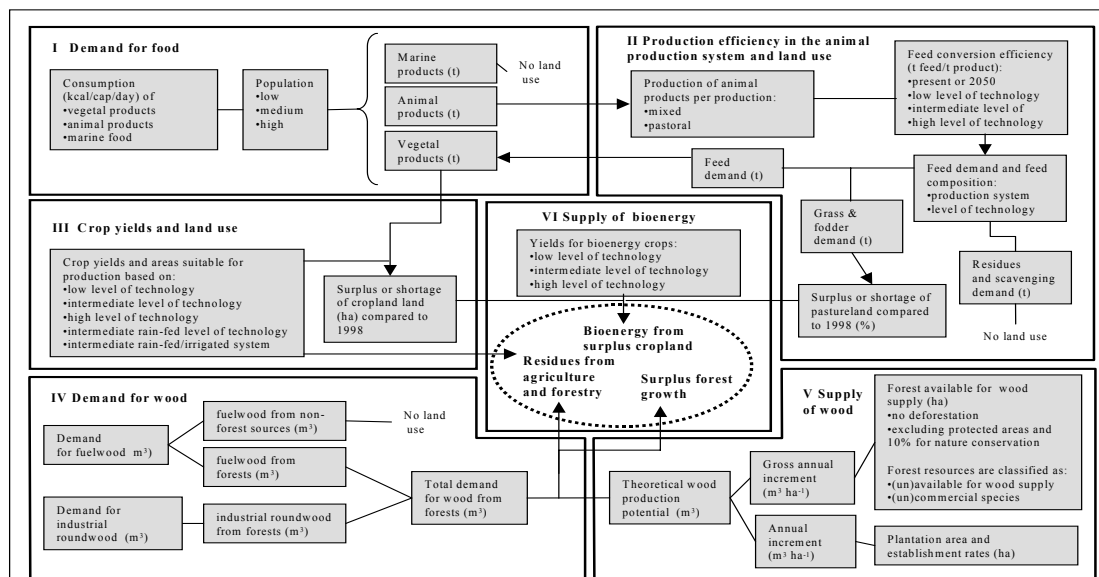 I Demand for food
Consumption
(kcal/cap/day) of
•vegetal products
•animal products
•marine food
Population
•low
•medium
•high
Marine
products (t)
No land
use
Animal
products (t)
Vegetal
products (t)
II Production efficiency in the animal
production system and land use
Production of animal
products per production:
•mixed
•pastoral
Feed conversion efficiency
(t feed/t product):
•present or 2050
•low level of technology
•intermediate level of
•high level of technology
Feed
demand (t)
Feed demand and feed
composition:
•production system
•level of technology
Grass &
fodder
demand (t)
Residues
and scavenging
demand (t)
Surplus or shortage of
pastureland compared
to 1998 (%)
No land use
III Crop yields and land use
Crop yields and areas suitable for
production based on:
•low level of technology
•intermediate level of technology
•high level of technology
•intermediate rain-fed level of technology
•intermediate rain-fed/irrigated system
Surplus or shortage
of cropland land
(ha) compared to
1998
VI Supply of bioenergy
Yields for bioenergy crops:
•low level of technology
•intermediate level of technology
•high level of technology
Bioenergy from
surplus cropland
Residues from
agriculture
and forestry
Surplus forest
growth
IV Demand for wood
Demand
for fuelwood m³)
fuelwood from non-
forest sources (m³)
No land
use
fuelwood from
forests (m³)
Demand for
industrial
roundwood (m³)
industrial roundwood
from forests (m³)
Total demand
for wood from
forests (m³)
V Supply
of wood
Theoretical wood
production
potential (m³)
Gross annual
increment
(m³ ha⁻¹)
Annual
increment
(m³ ha⁻¹)
Forest available for wood
supply (ha)
•no deforestation
•excluding protected areas and
10% for nature conservation
Forest resources are classified as:
•(un)available for wood supply
•(un)commercial species
Plantation area and
establishment rates (ha)